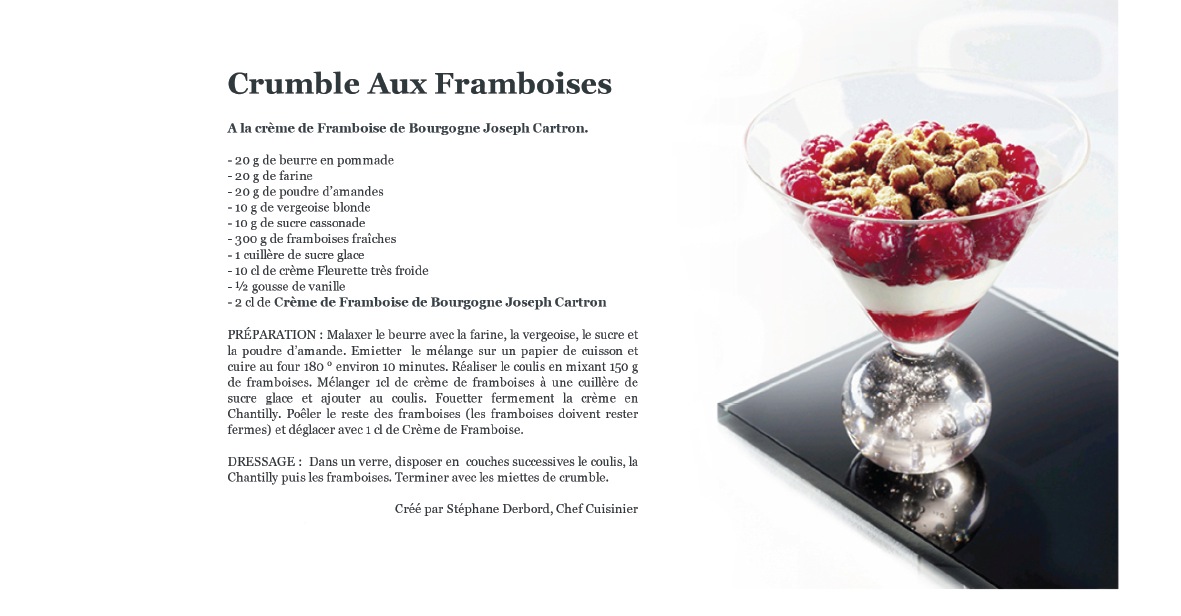 Crumble Aux Framboises
A la crème de Framboise de Bourgogne Joseph Cartron.
- 20 g de beurre en pommade
- 20 g de farine
- 20 g de poudre d'amandes
- 10 g de vergeoise blonde
- 10 g de sucre cassonade
- 300 g de framboises fraîches
- 1 cuillère de sucre glace
- 10 cl de crème Fleurette très froide
- ½ gousse de vanille
- 2 cl de Crème de Framboise de Bourgogne Joseph Cartron
PRÉPARATION : Malaxer le beurre avec la farine, la vergeoise, le sucre et
la poudre d'amande. Emietter le mélange sur un papier de cuisson et
cuire au four 180 ° environ 10 minutes. Réaliser le coulis en mixant 150 g
de framboises. Mélanger 1cl de crème de framboises à une cuillère de
sucre glace et ajouter au coulis. Fouetter fermement la crème en
Chantilly. Poêler le reste des framboises (les framboises doivent rester
fermes) et déglacer avec 1 cl de Crème de Framboise.
DRESSAGE : Dans un verre, disposer en couches successives le coulis, la
Chantilly puis les framboises. Terminer avec les miettes de crumble.
Créé par Stéphane Derbord, Chef Cuisinier